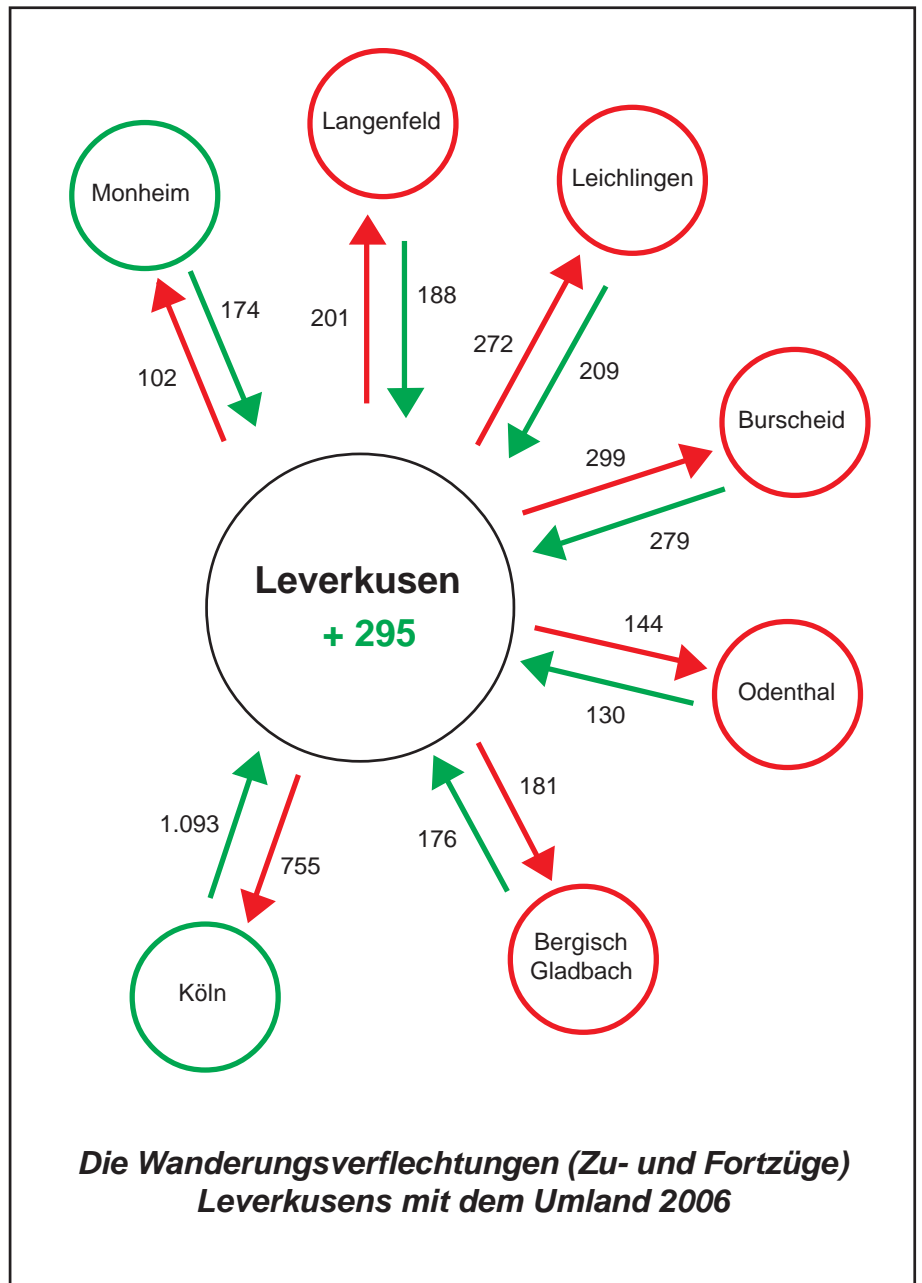 Langenfeld
Monheim
Leichlingen
174
102
201
188
272
209
Burscheid
299
279
Leverkusen
+ 295
144
130
Odenthal
1.093
755
181
176
Bergisch
Gladbach
Köln
Die Wanderungsverflechtungen (Zu- und Fortzüge)
Leverkusens mit dem Umland 2006